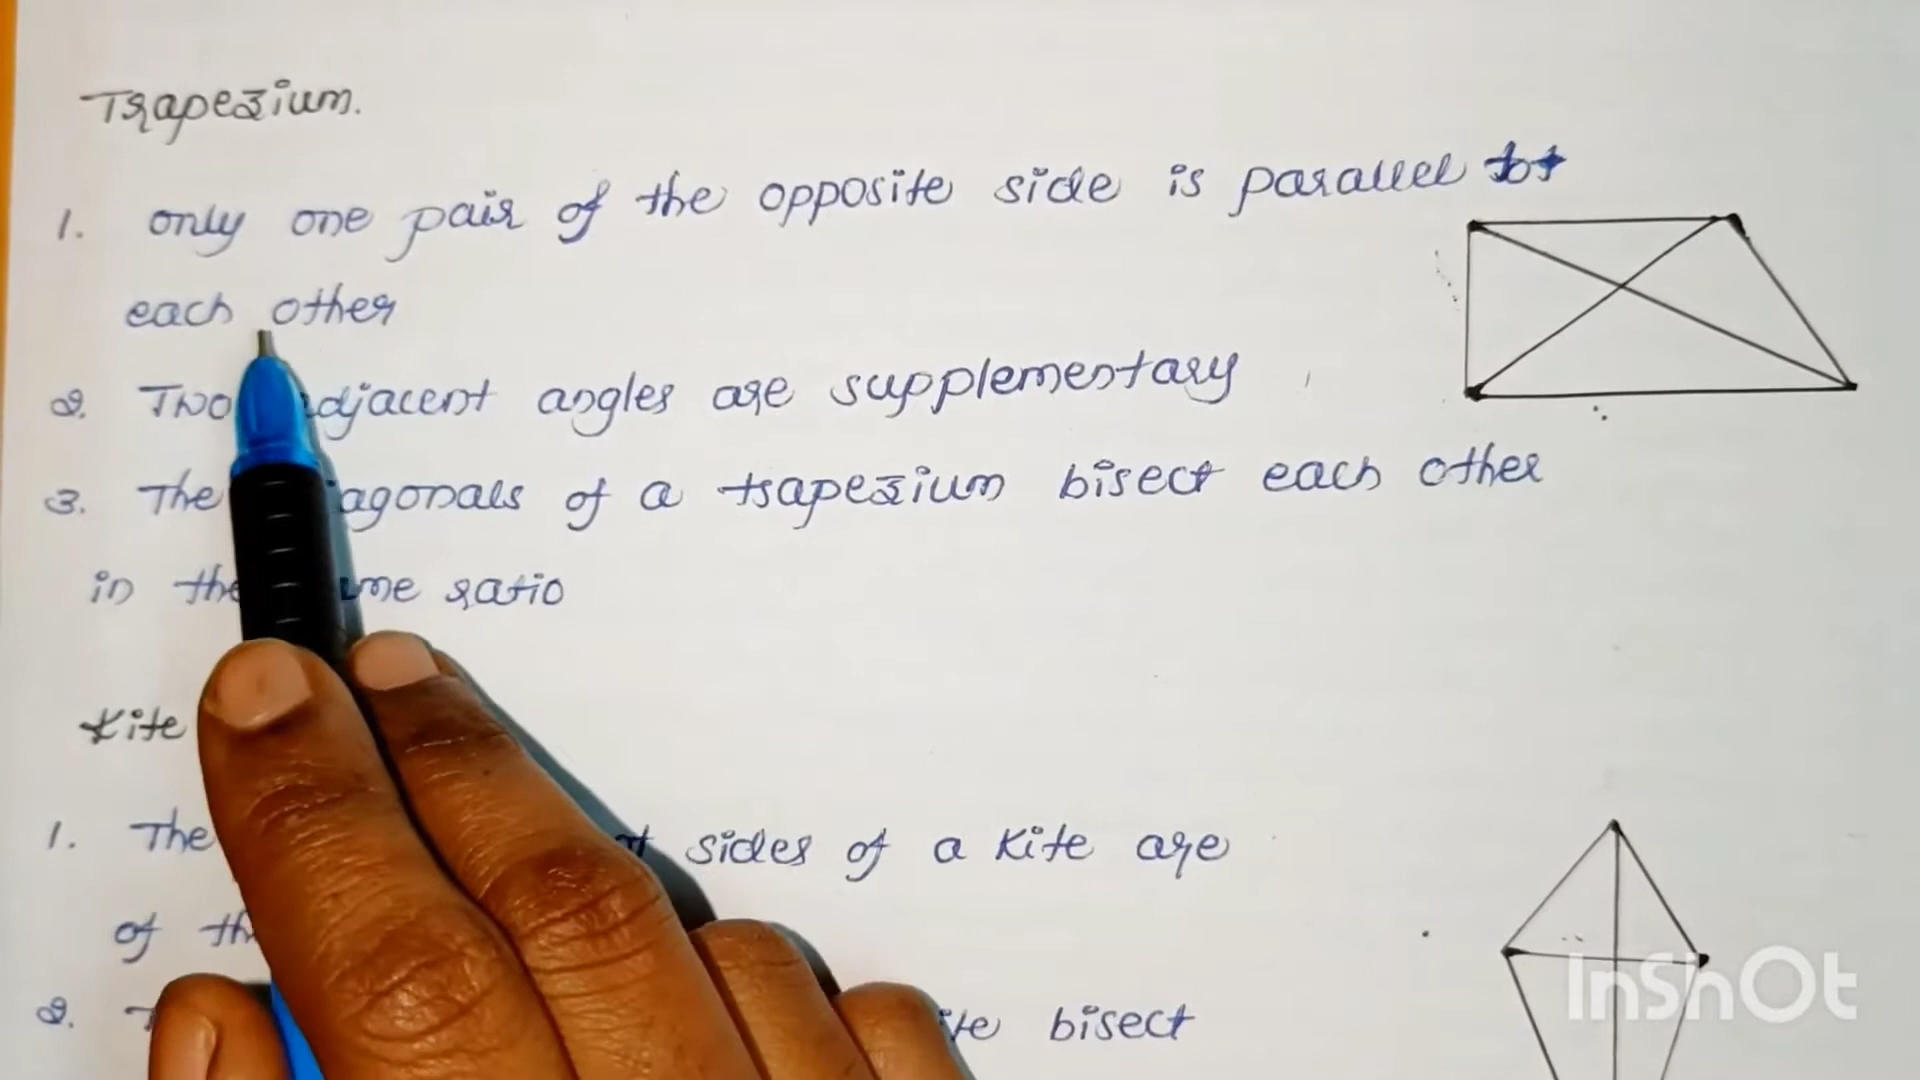 Trapezium.
1. only one pair of the opposite side is parallel to
each other
2. Two adjacent angles are supplementary
3. The diagonals of a trapezium bisect each other
in the same ratio
Kite
1. The sides of a kite are
of
2. bisect
InShOt